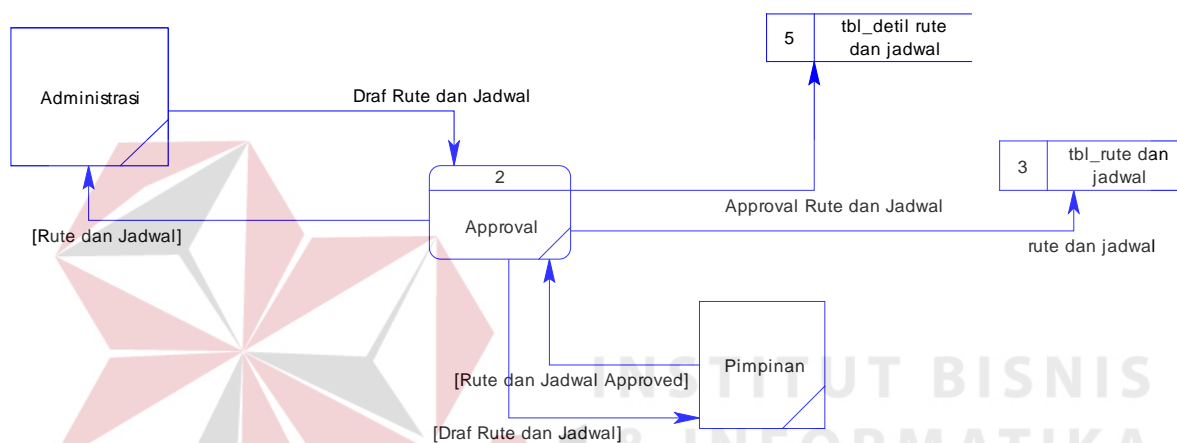 5
tbl_detil rute
dan jadwal
Administrasi
Draf Rute dan Jadwal
3
tbl_rute dan
jadwal
2
Approval
Approval Rute dan Jadwal
[Rute dan Jadwal]
rute dan jadwal
Pimpinan
[Rute dan Jadwal Approved]
[Draf Rute dan Jadwal]
INSTITUT BISNIS
& INFORMATIKA